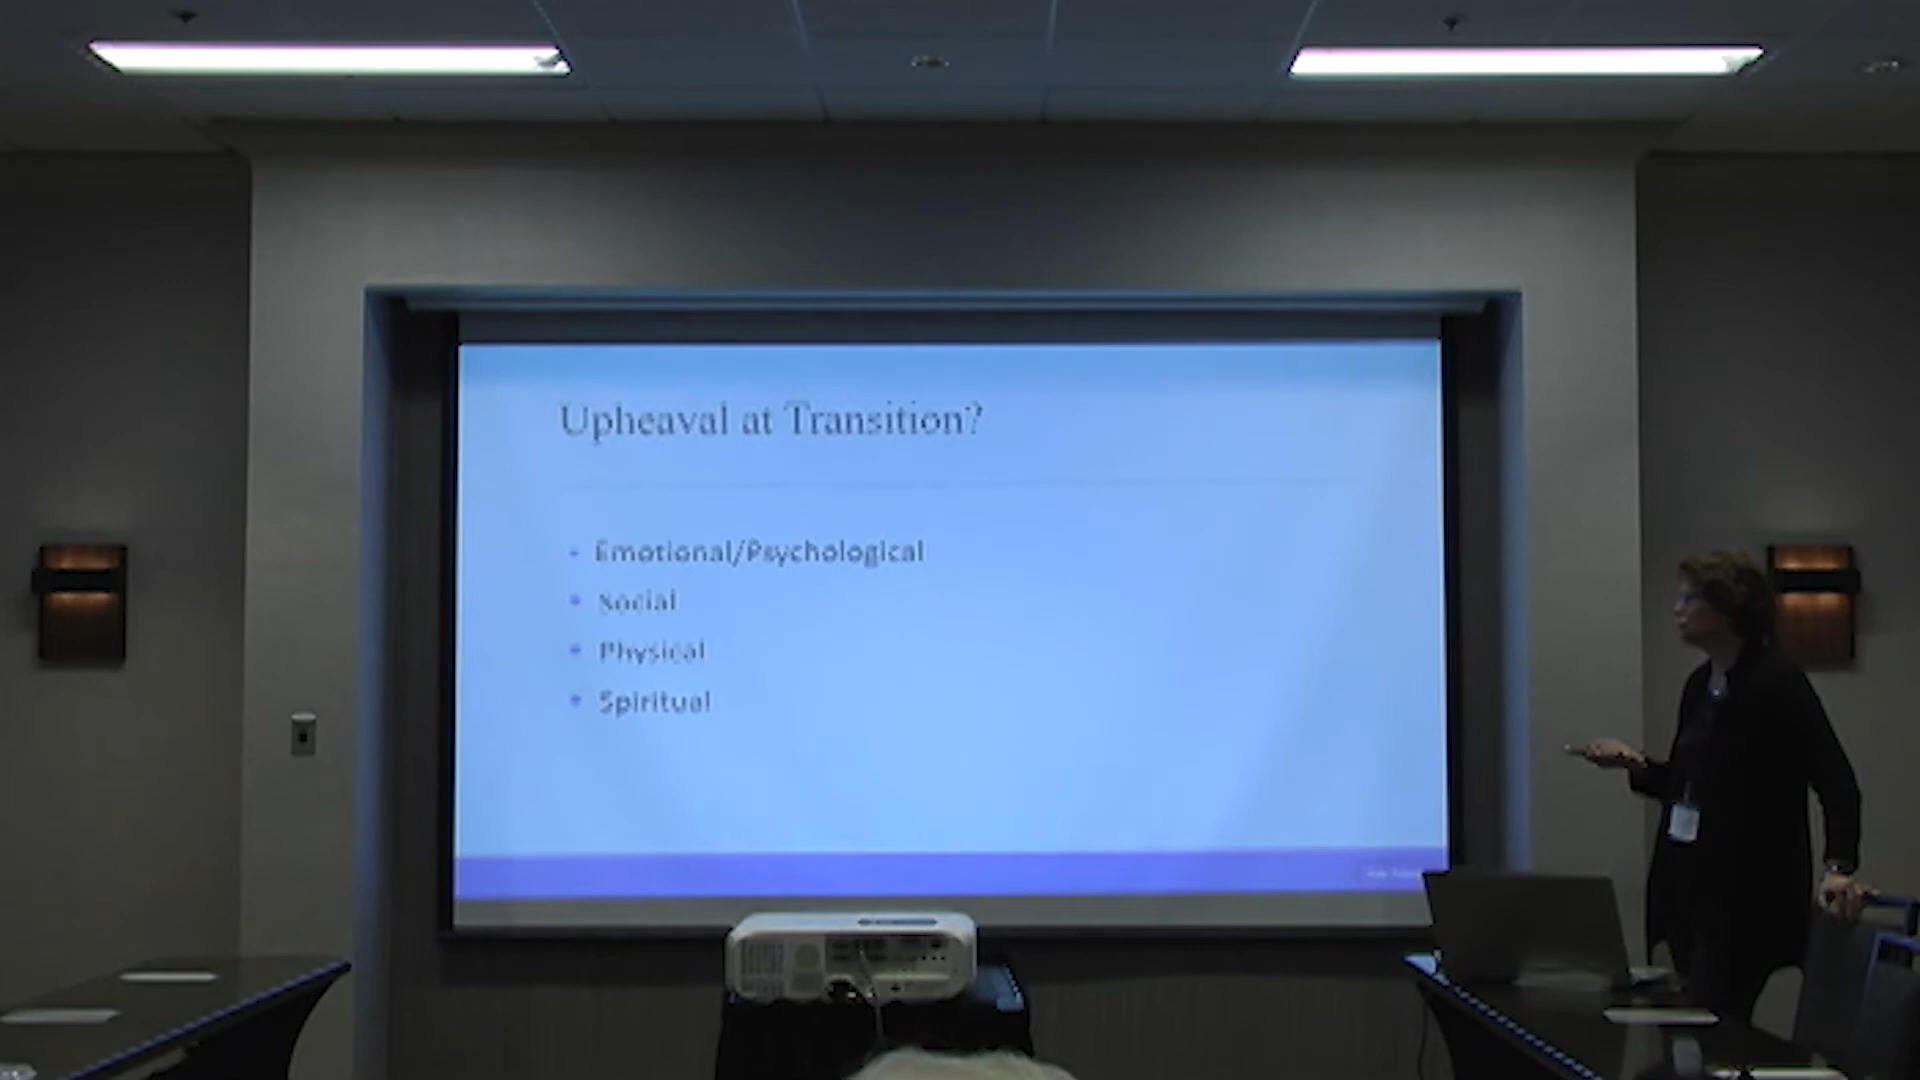 Upheaval at Transition?
Emotional/Psychological
Social
Physical
Spiritual